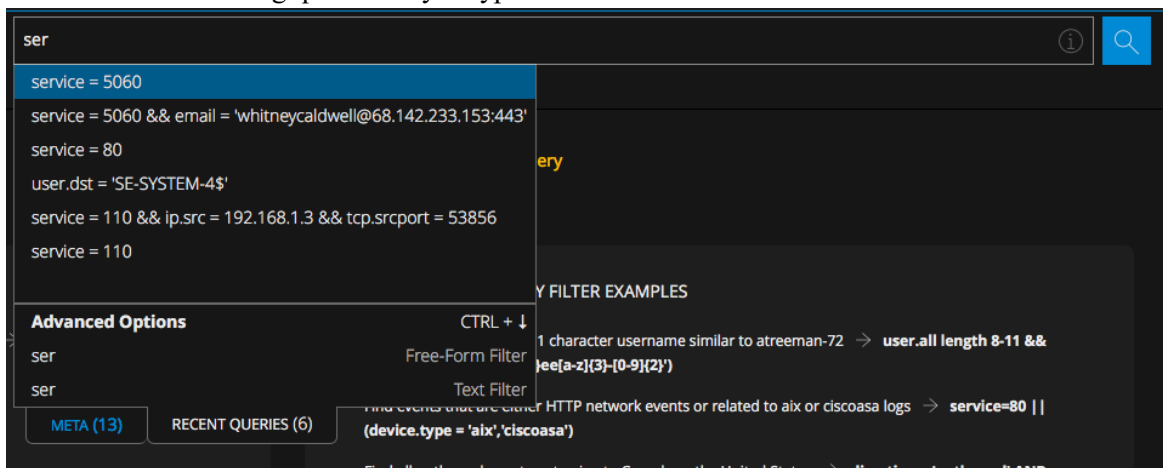 ser
service = 5060
service = 5060 && email = 'whitneycaldwell@68.142.233.153:443'
service = 80
ery
user.dst = 'SE-SYSTEM-4$'
service = 110 && ip.src = 192.168.1.3 && tcp.srcport = 53856
service = 110
Y FILTER EXAMPLES
Advanced Options CTRL + ↓
1 character username similar to atreeman-72 → user.all length 8-11 &&
ser Free-Form Filter
}ee[a-z]{3}-[0-9]{2}')
ser Text Filter
META (13) RECENT QUERIES (6)
Find events that are either HTTP network events or related to aix or ciscoasa logs → service=80 ||
(device.type = 'aix','ciscoasa')